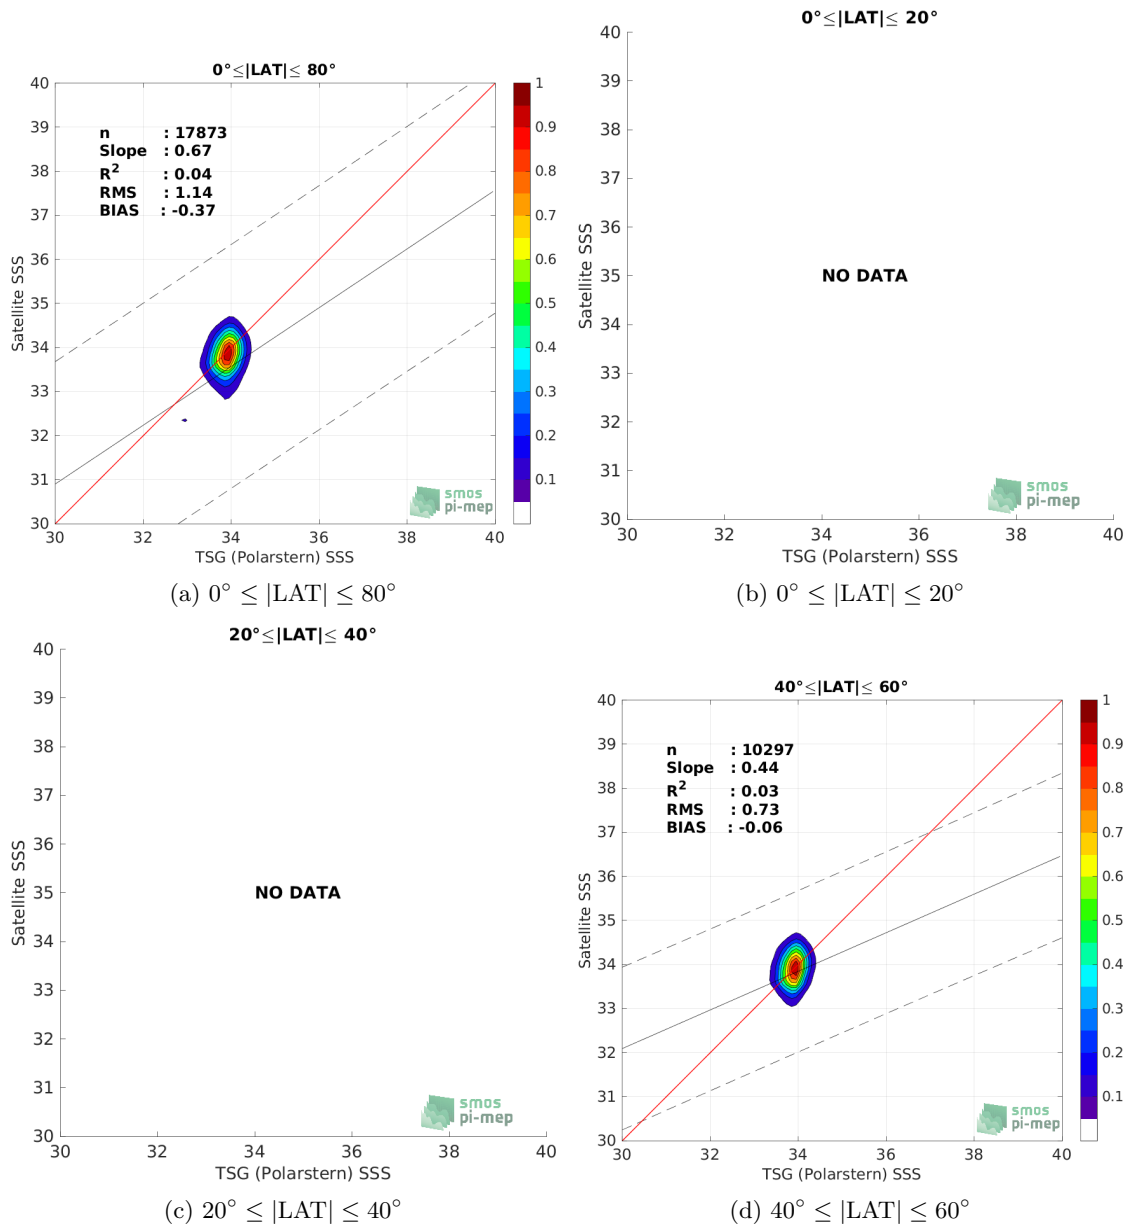 0°≤|LAT|≤ 80°
40
39
38
37
36
35
34
33
32
31
30
Satellite SSS
n : 17873
Slope : 0.67
R² : 0.04
RMS : 1.14
BIAS : -0.37
smos
pi-mep
30 32 34 36 38 40
TSG (Polarstern) SSS
1
0.9
0.8
0.7
0.6
0.5
0.4
0.3
0.2
0.1
(a) 0° ≤ |LAT| ≤ 80°
0°≤|LAT|≤ 20°
40
39
38
37
36
35
34
33
32
31
30
Satellite SSS
NO DATA
smos
pi-mep
30 32 34 36 38 40
TSG (Polarstern) SSS
(b) 0° ≤ |LAT| ≤ 20°
20°≤|LAT|≤ 40°
40
39
38
37
36
35
34
33
32
31
30
Satellite SSS
NO DATA
smos
pi-mep
30 32 34 36 38 40
TSG (Polarstern) SSS
(c) 20° ≤ |LAT| ≤ 40°
40°≤|LAT|≤ 60°
40
39
38
37
36
35
34
33
32
31
30
Satellite SSS
n : 10297
Slope : 0.44
R² : 0.03
RMS : 0.73
BIAS : -0.06
smos
pi-mep
30 32 34 36 38 40
TSG (Polarstern) SSS
1
0.9
0.8
0.7
0.6
0.5
0.4
0.3
0.2
0.1
(d) 40° ≤ |LAT| ≤ 60°